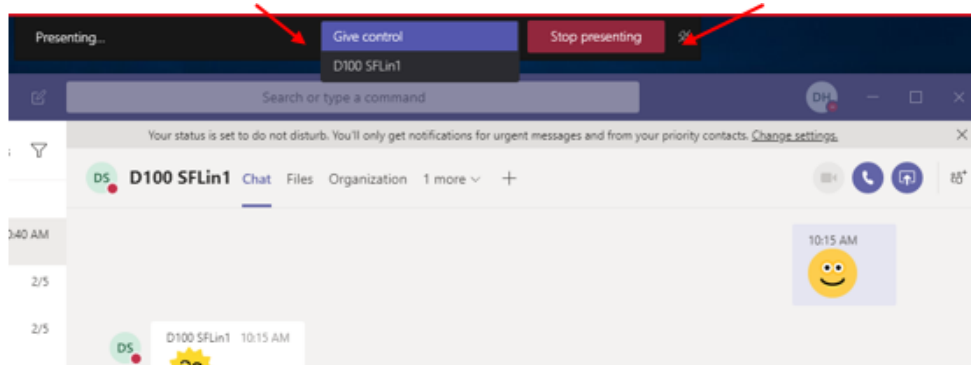 Presenting...
Give control
Stop presenting
D100 SFLin1
Search or type a command
DH
Your status is set to do not disturb. You'll only get notifications for urgent messages and from your priority contacts. Change settings.
DS
D100 SFLin1 Chat Files Organization 1 more
10:15 AM
:40 AM
2/5
2/5
D100 SFLin1 10:15 AM
DS